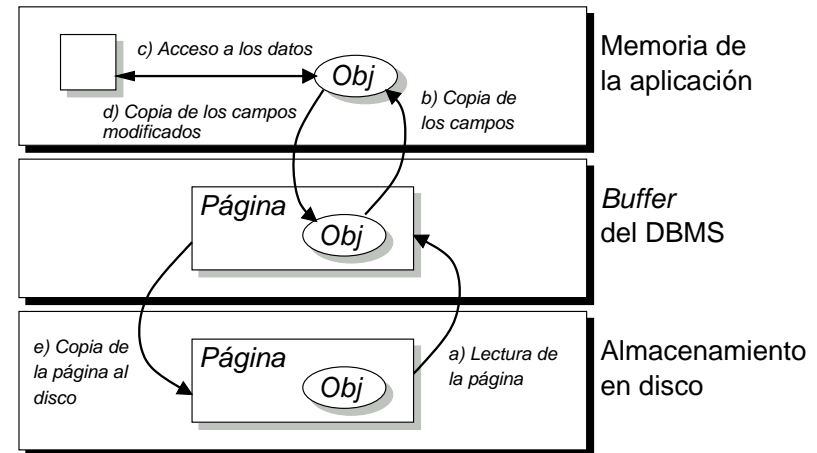 c) Acceso a los datos
Obj
d) Copia de los campos
modificados
b) Copia de
los campos
Memoria de
la aplicación
Página
Obj
Buffer
del DBMS
e) Copia de
la página al
disco
Página
Obj
a) Lectura de
la página
Almacenamiento
en disco